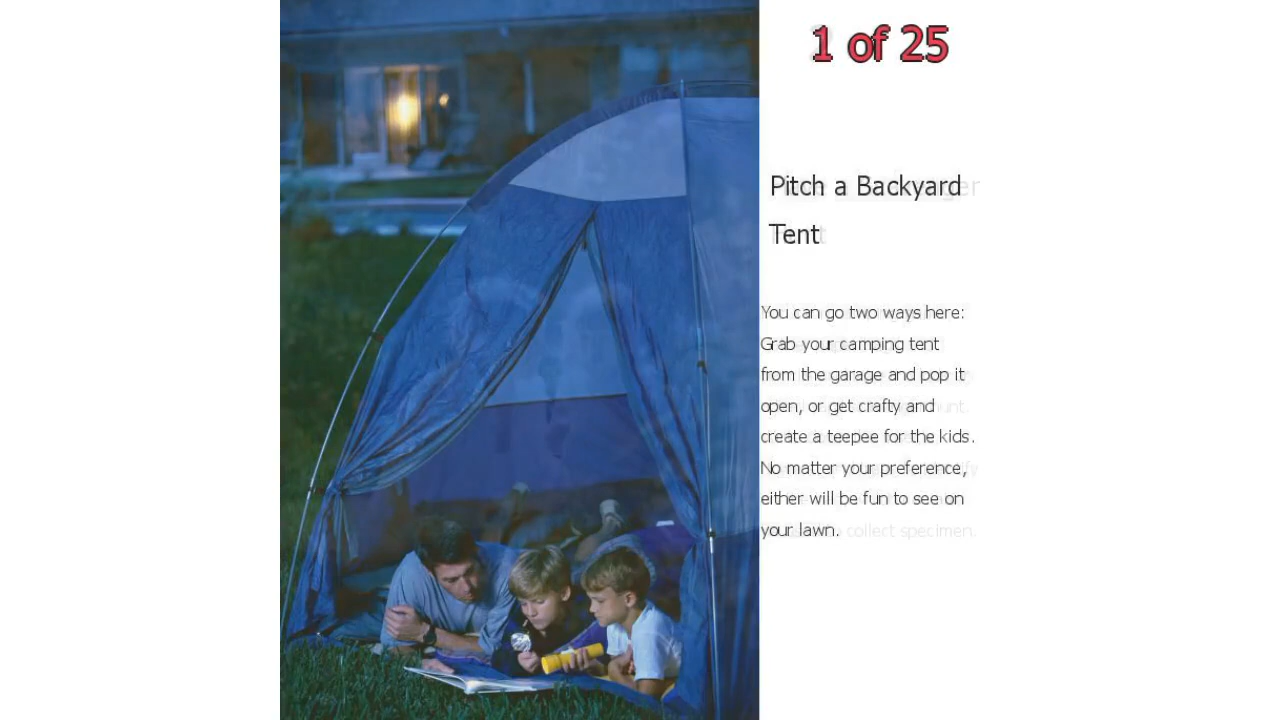 1 of 25
Pitch a Backyard
Tent
You can go two ways here:
Grab your camping tent
from the garage and pop it
open, or get crafty and
create a teepee for the kids.
No matter your preference,
either will be fun to see on
your lawn.
collect specimen.